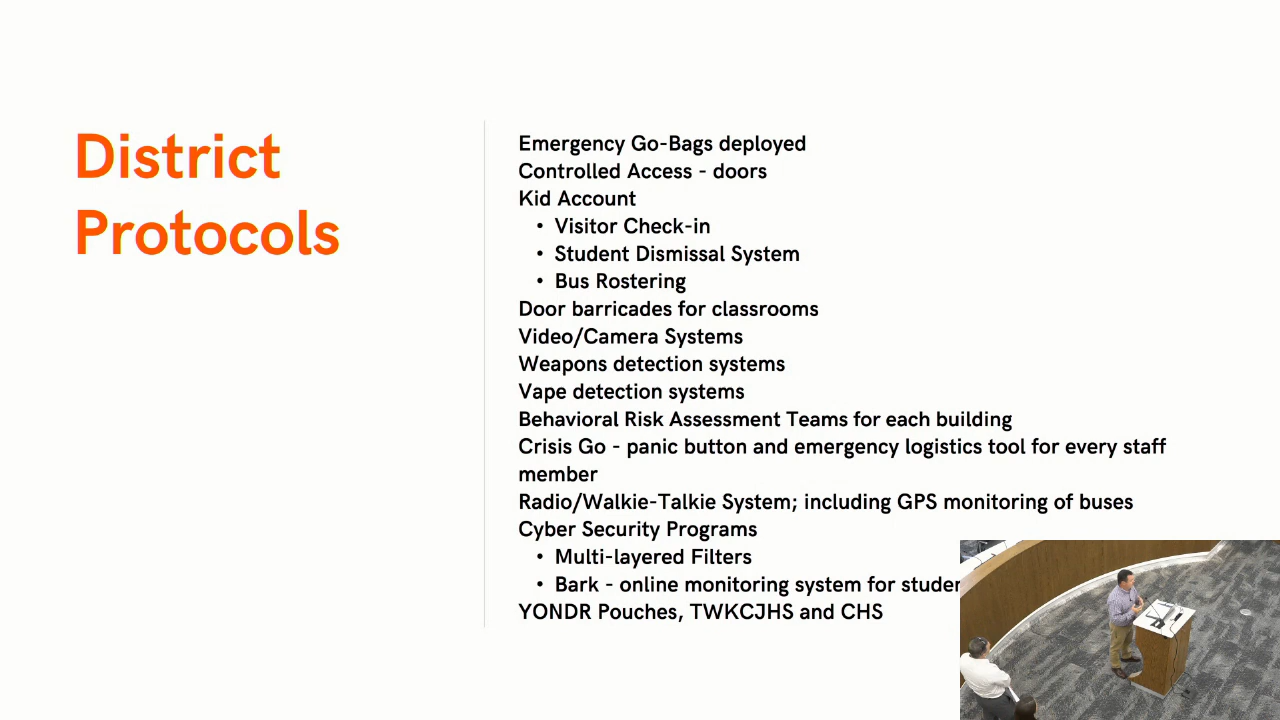 District
Protocols
Emergency Go-Bags deployed
Controlled Access - doors
Kid Account
• Visitor Check-in
• Student Dismissal System
• Bus Rostering
Door barricades for classrooms
Video/Camera Systems
Weapons detection systems
Vape detection systems
Behavioral Risk Assessment Teams for each building
Crisis Go - panic button and emergency logistics tool for every staff
member
Radio/Walkie-Talkie System; including GPS monitoring of buses
Cyber Security Programs
• Multi-layered Filters
• Bark - online monitoring system for
YONDR Pouches, TWKCJHS and CHS